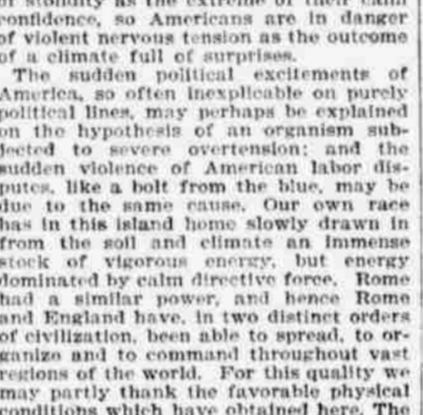 of stolidity as the extreme of their calm
confidence, so Americans are in danger
of violent nervous tension as the outcome
of a climate full of surprises.
The sudden political excitements of
America, so often inexplicable on purely
political lines, may perhaps be explained
on the hypothesis of an organism sub-
jected to severe overtension; and the
sudden violence of American labor dis-
putes, like a bolt from the blue, may be
due to the same cause. Our own race
has in this island home slowly drawn in
from the soil and climate an immense
stock of vigorous energy, but energy
dominated by calm directive force. Rome
had a similar power, and hence Rome
and England have, in two distinct orders
of civilization, been able to spread, to or-
ganize and to command throughout vast
regions of the world. For this quality we
may partly thank the favorable physical
conditions which have obtained here. The